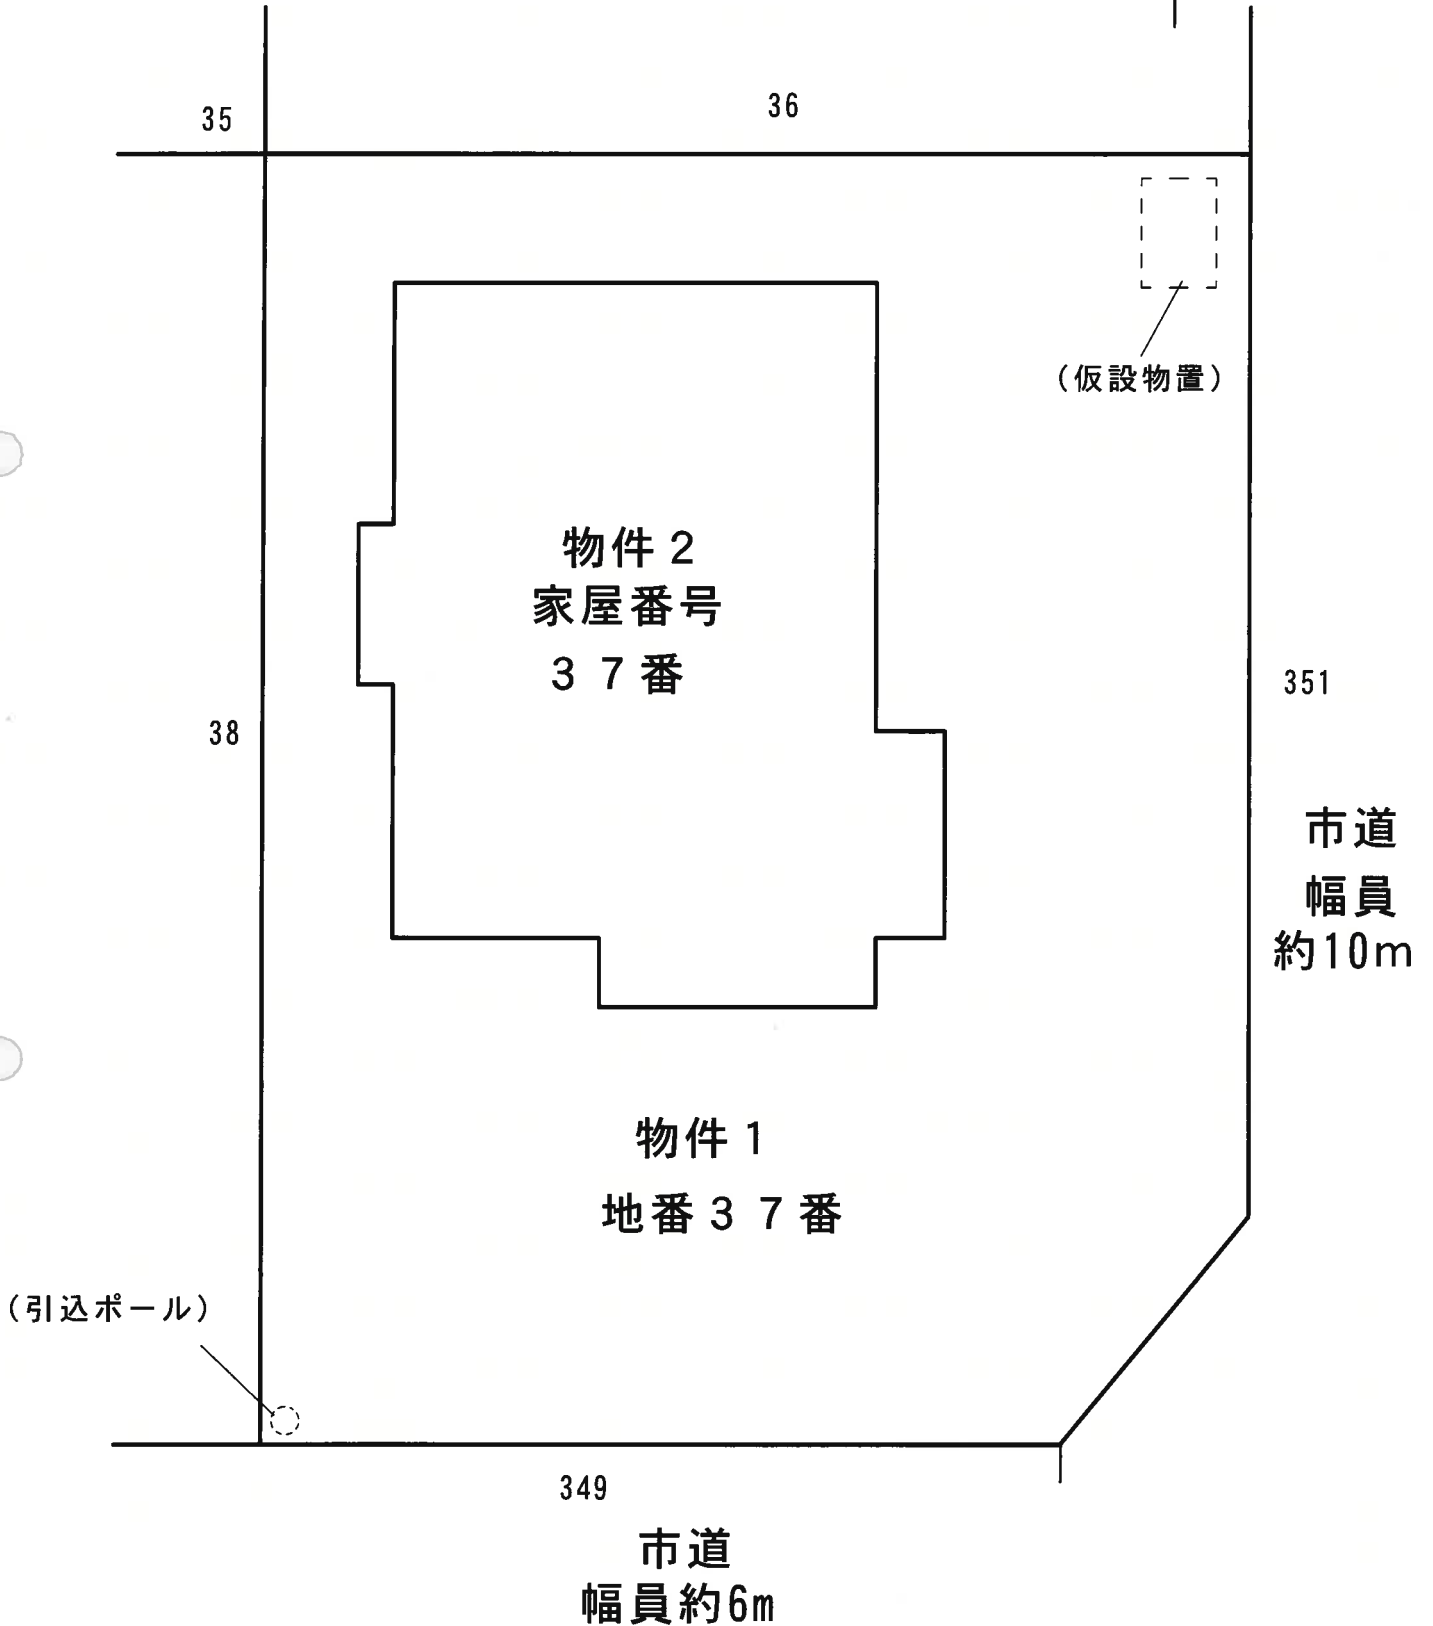 36
35
（仮設物置）
物件２
家屋番号
３７番
351
38
市道
幅員
約10ｍ
物件１
地番３７番
（引込ポール）
349
市道
幅員約6m